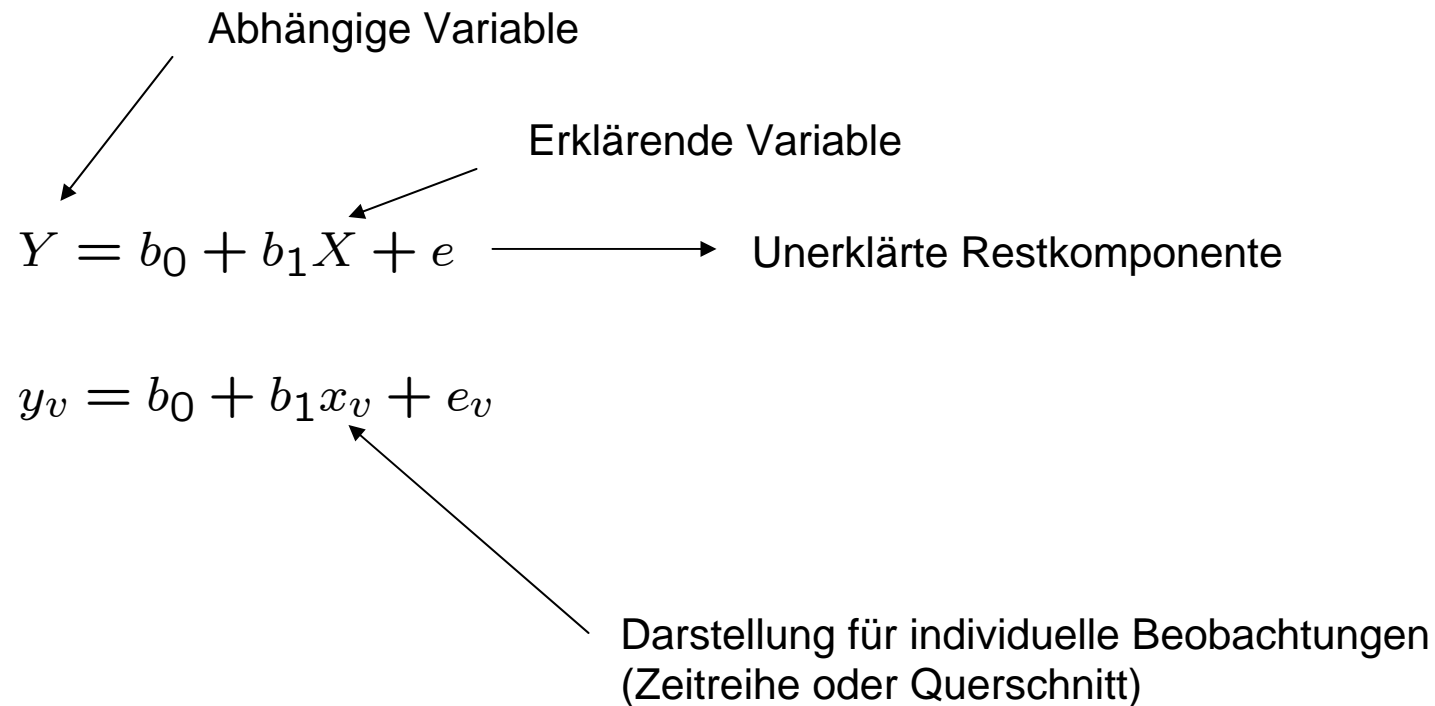 Abhängige Variable
Erklärende Variable
Y = b₀ + b₁X + e
Unerklärte Restkomponente
yᵥ = b₀ + b₁xᵥ + eᵥ
Darstellung für individuelle Beobachtungen
(Zeitreihe oder Querschnitt)